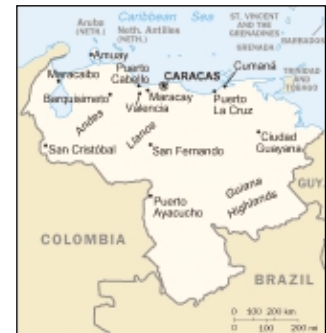 Caribbean Sea
Aruba
(NETH.)
Neth. Antilles
(NETH.)
ST. VINCENT AND
THE
GRENADINES
GRENADA
BARBADOS
TRINIDAD
AND
TOBAGO
Amuay
Maracaibo
Puerto
Cabello
CARACAS
Cumaná
Barquisimeto
Maracay
Valencia
Puerto
La Cruz
Andes
Llanos
Ciudad
Guayana
San Cristóbal
San Fernando
GUY.
Puerto
Ayacucho
Guiana
Highlands
COLOMBIA
BRAZIL
0 100 200 km
0 100 200 mi